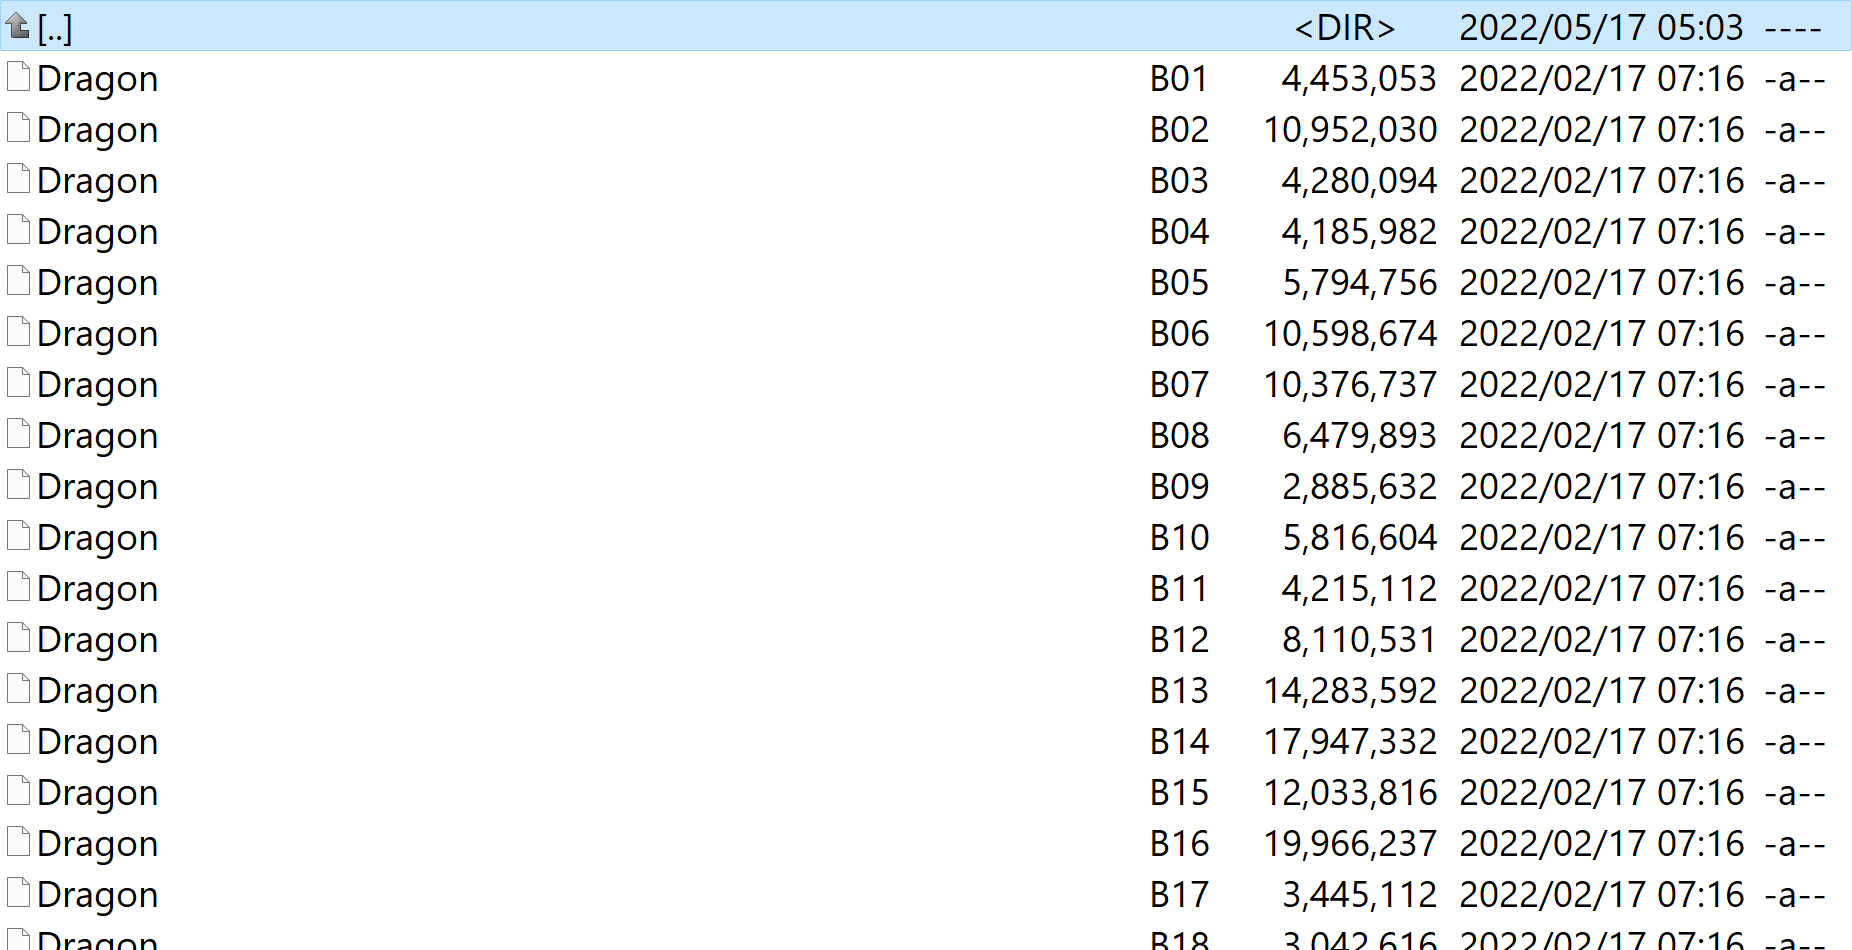 [..] <DIR> 2022/05/17 05:03 ----
Dragon B01 4,453,053 2022/02/17 07:16 -a--
Dragon B02 10,952,030 2022/02/17 07:16 -a--
Dragon B03 4,280,094 2022/02/17 07:16 -a--
Dragon B04 4,185,982 2022/02/17 07:16 -a--
Dragon B05 5,794,756 2022/02/17 07:16 -a--
Dragon B06 10,598,674 2022/02/17 07:16 -a--
Dragon B07 10,376,737 2022/02/17 07:16 -a--
Dragon B08 6,479,893 2022/02/17 07:16 -a--
Dragon B09 2,885,632 2022/02/17 07:16 -a--
Dragon B10 5,816,604 2022/02/17 07:16 -a--
Dragon B11 4,215,112 2022/02/17 07:16 -a--
Dragon B12 8,110,531 2022/02/17 07:16 -a--
Dragon B13 14,283,592 2022/02/17 07:16 -a--
Dragon B14 17,947,332 2022/02/17 07:16 -a--
Dragon B15 12,033,816 2022/02/17 07:16 -a--
Dragon B16 19,966,237 2022/02/17 07:16 -a--
Dragon B17 3,445,112 2022/02/17 07:16 -a--
Dragon B18 3,042,616 2022/02/17 07:16 -a--